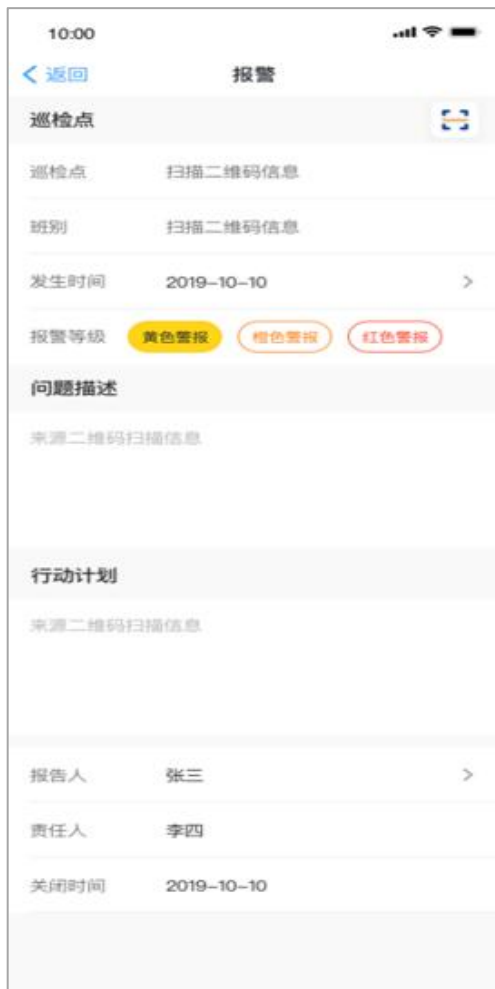 10:00
返回 报警
巡检点
巡检点 扫描二维码信息
班别 扫描二维码信息
发生时间 2019-10-10
报警等级 黄色警报 橙色警报 红色警报
问题描述
来源二维码扫描信息
行动计划
来源二维码扫描信息
报告人 张三
责任人 李四
关闭时间 2019-10-10